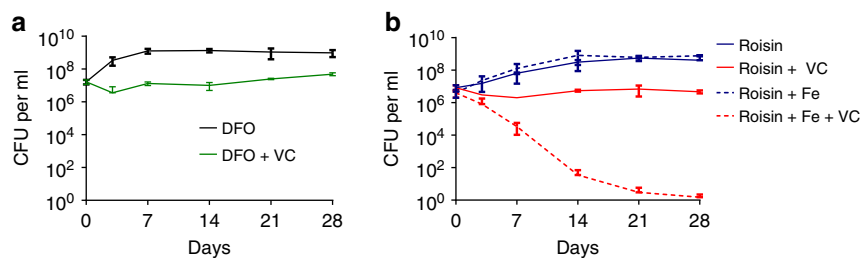 a
CFU per ml
10^10
10^8
10^6
10^4
10^2
10^0
0 7 14 21 28
Days
DFO
DFO + VC
b
CFU per ml
10^10
10^8
10^6
10^4
10^2
10^0
0 7 14 21 28
Days
Roisin
Roisin + VC
Roisin + Fe
Roisin + Fe + VC